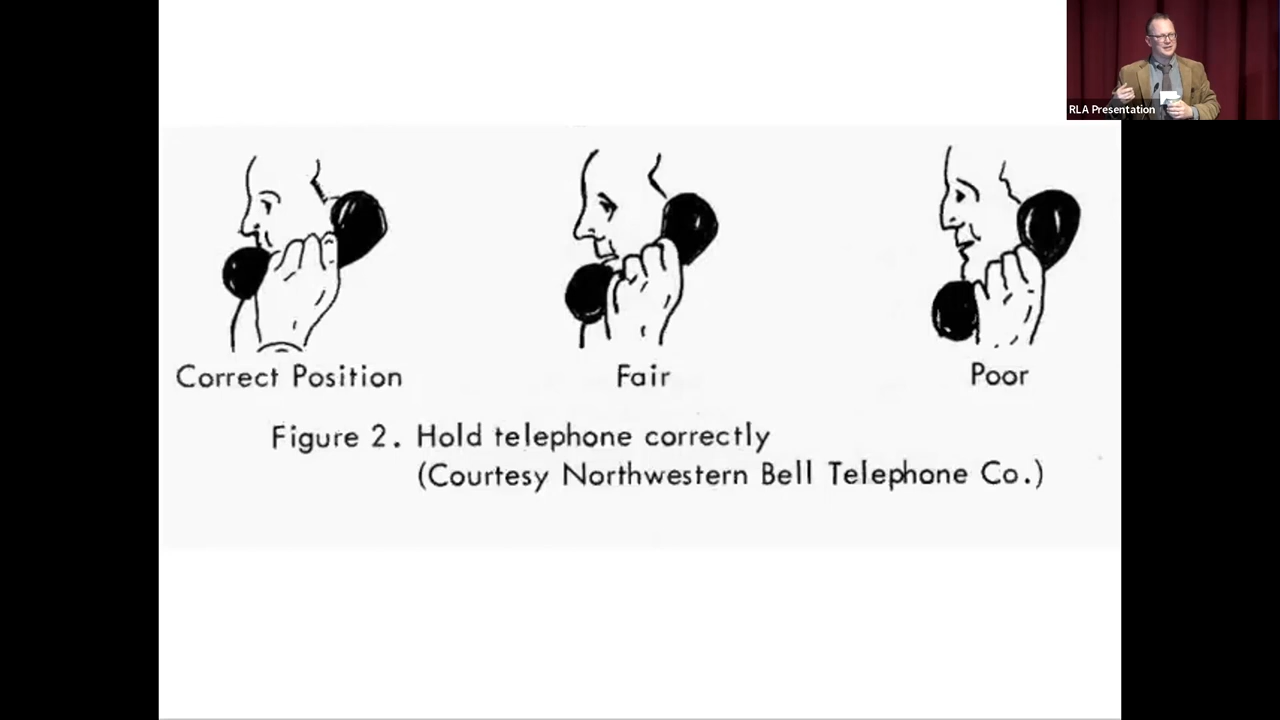 RLA Presentation
Correct Position
Fair
Poor
Figure 2. Hold telephone correctly
(Courtesy Northwestern Bell Telephone Co.)